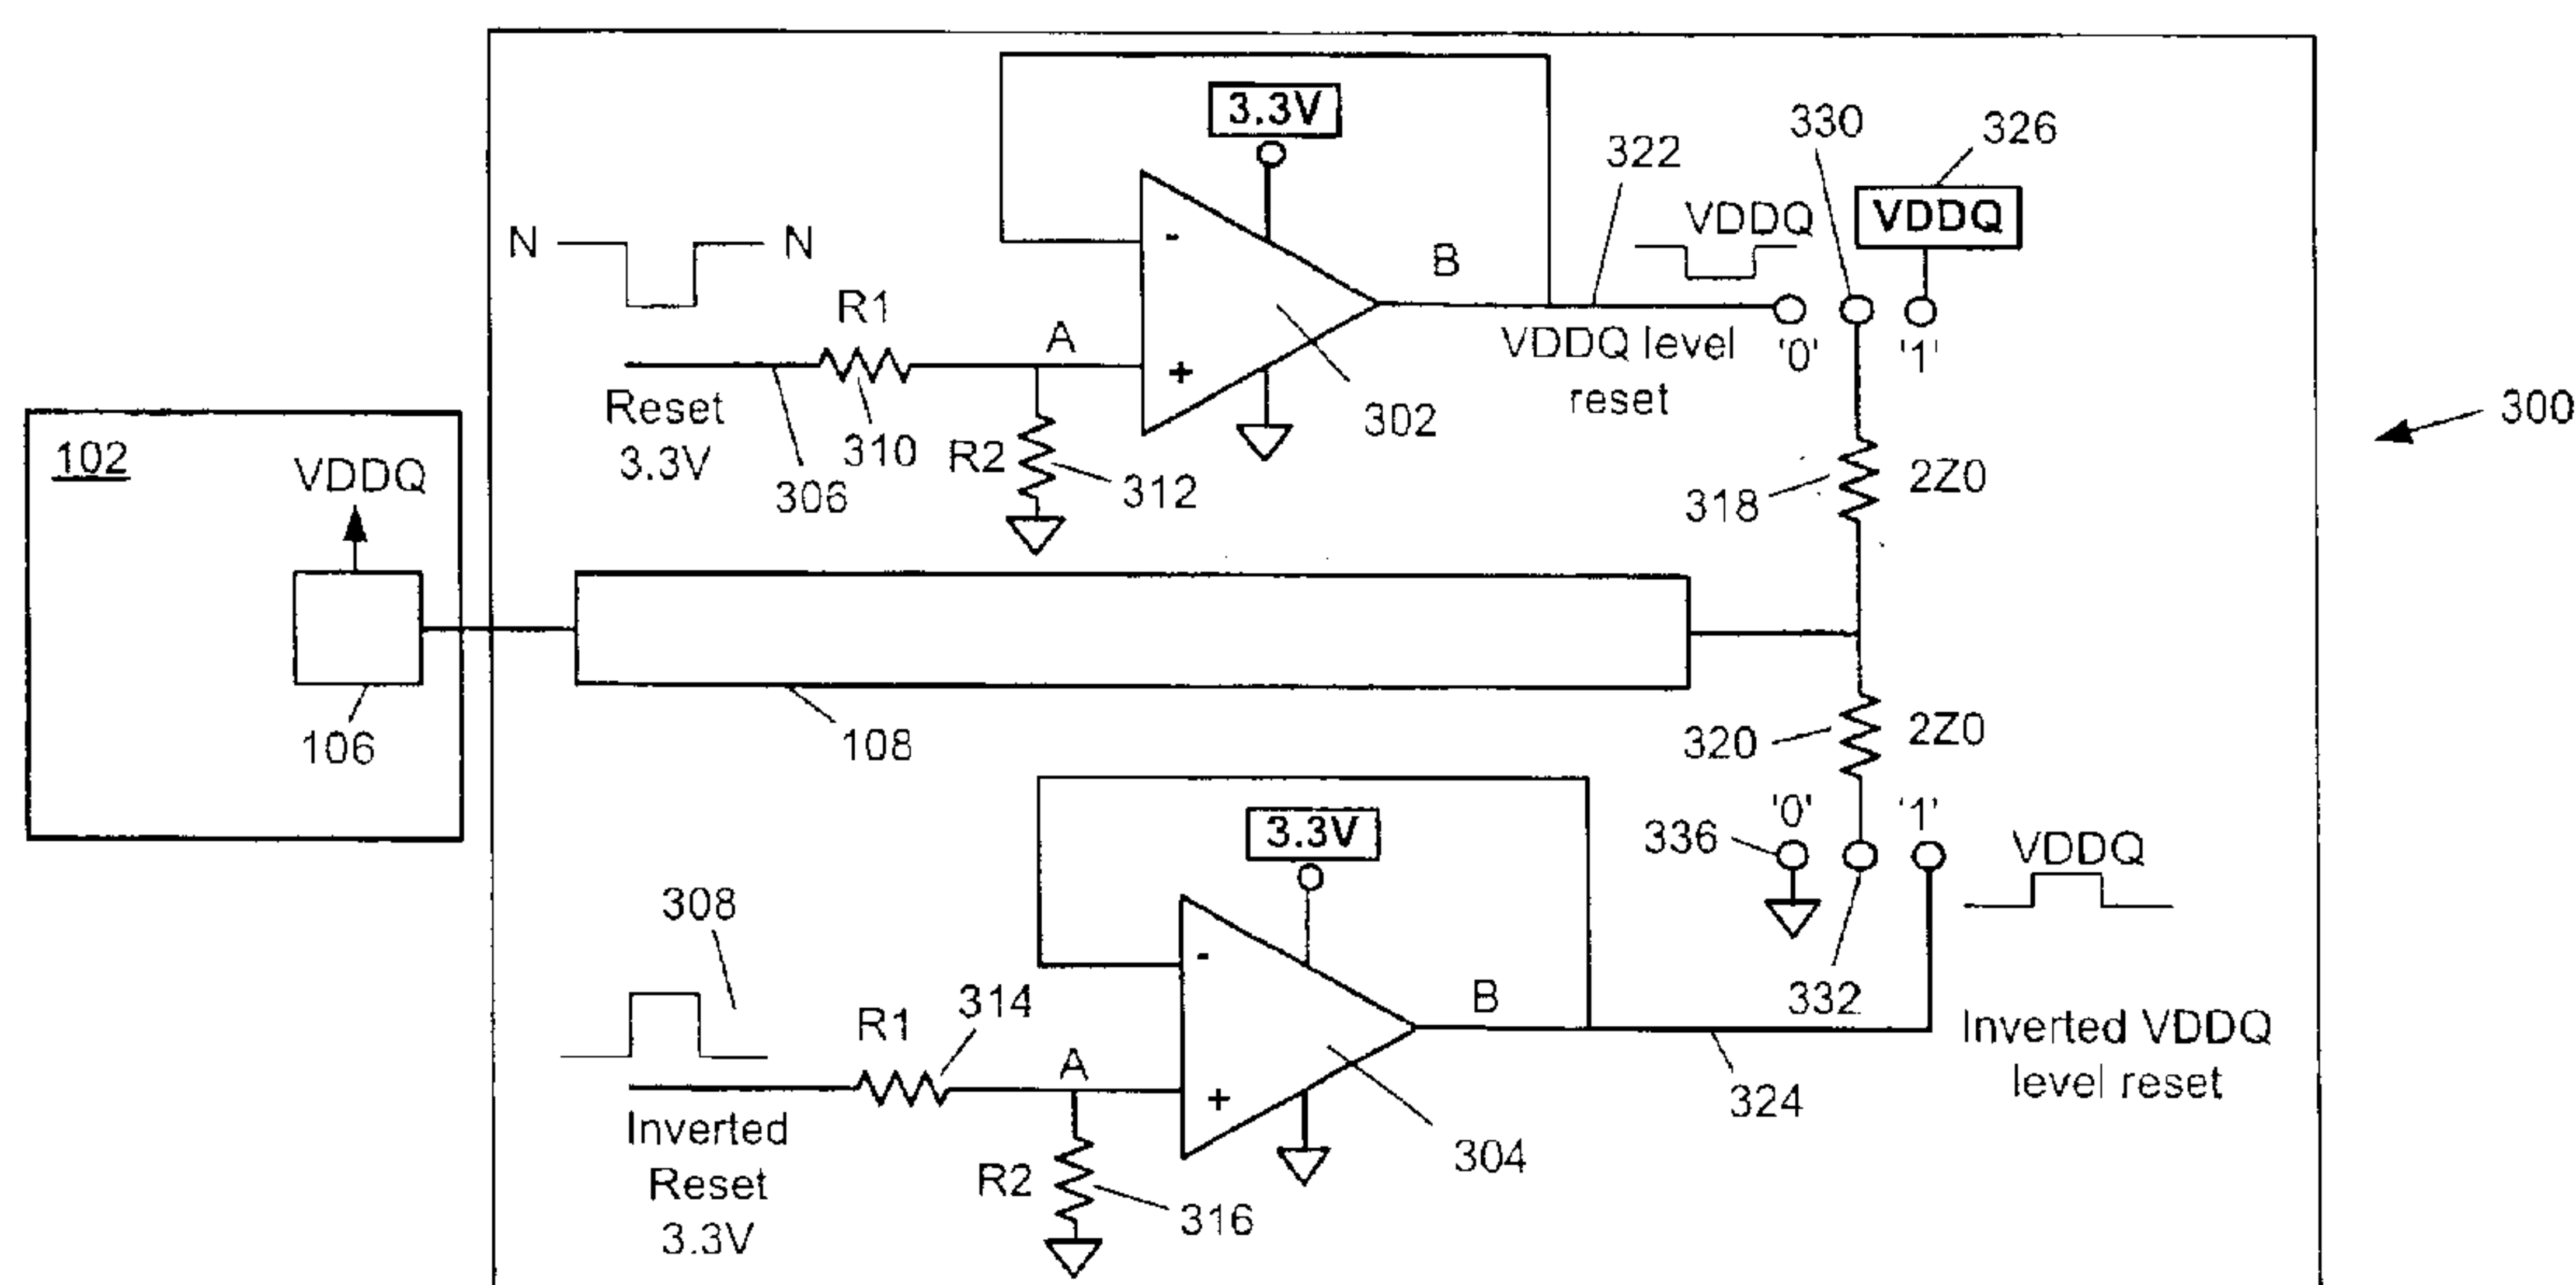 3.3V
330
326
322
VDDQ
VDDQ
N
N
B
R1
A
-
+
VDDQ level
reset
'0'
'1'
Reset
3.3V
310
R2
312
302
306
300
102
VDDQ
318
2Z0
106
108
320
2Z0
3.3V
336
'0'
'1'
VDDQ
308
R1
314
A
-
+
B
332
Inverted VDDQ
level reset
324
Inverted
Reset
3.3V
R2
316
304